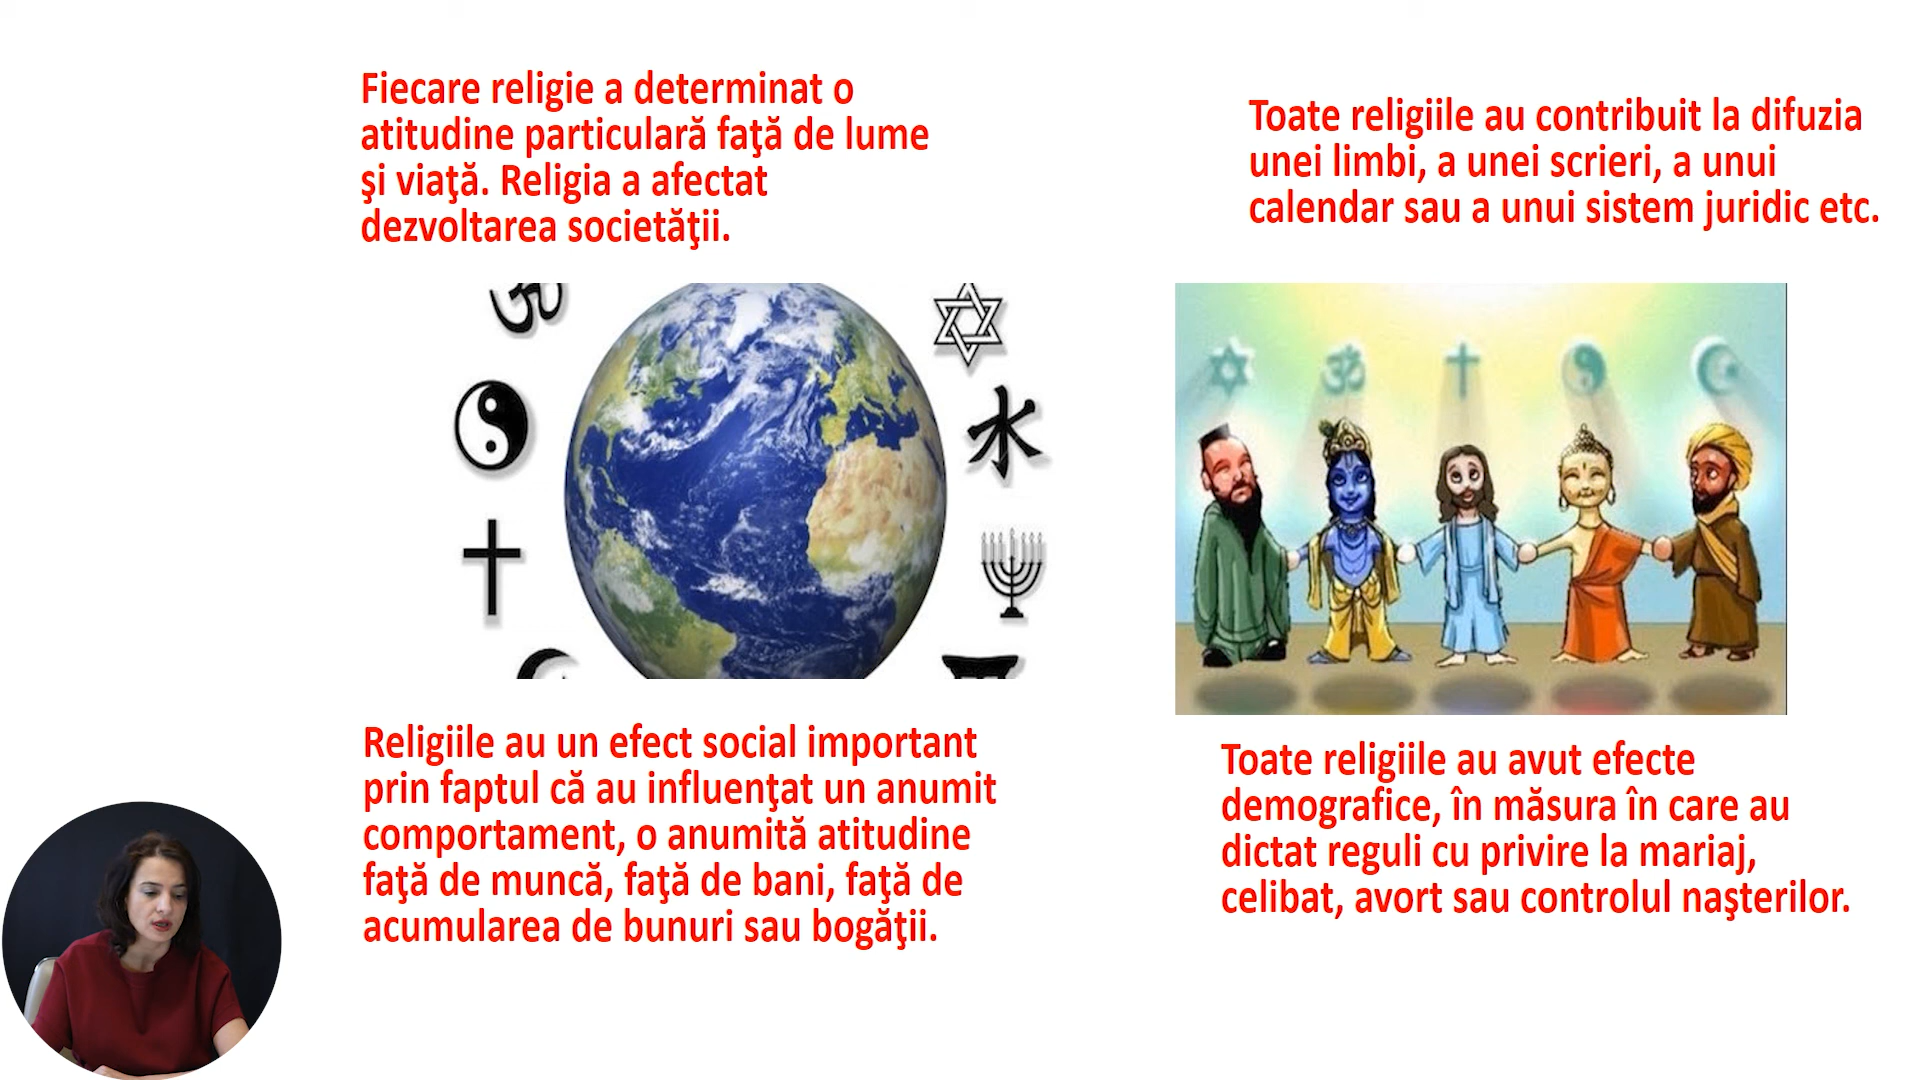 Fiecare religie a determinat o
atitudine particulară faţă de lume
şi viaţă. Religia a afectat
dezvoltarea societăţii.
Toate religiile au contribuit la difuzia
unei limbi, a unei scrieri, a unui
calendar sau a unui sistem juridic etc.
Religiile au un efect social important
prin faptul că au influenţat un anumit
comportament, o anumită atitudine
faţă de muncă, faţă de bani, faţă de
acumularea de bunuri sau bogăţii.
Toate religiile au avut efecte
demografice, în măsura în care au
dictat reguli cu privire la mariaj,
celibat, avort sau controlul naşterilor.